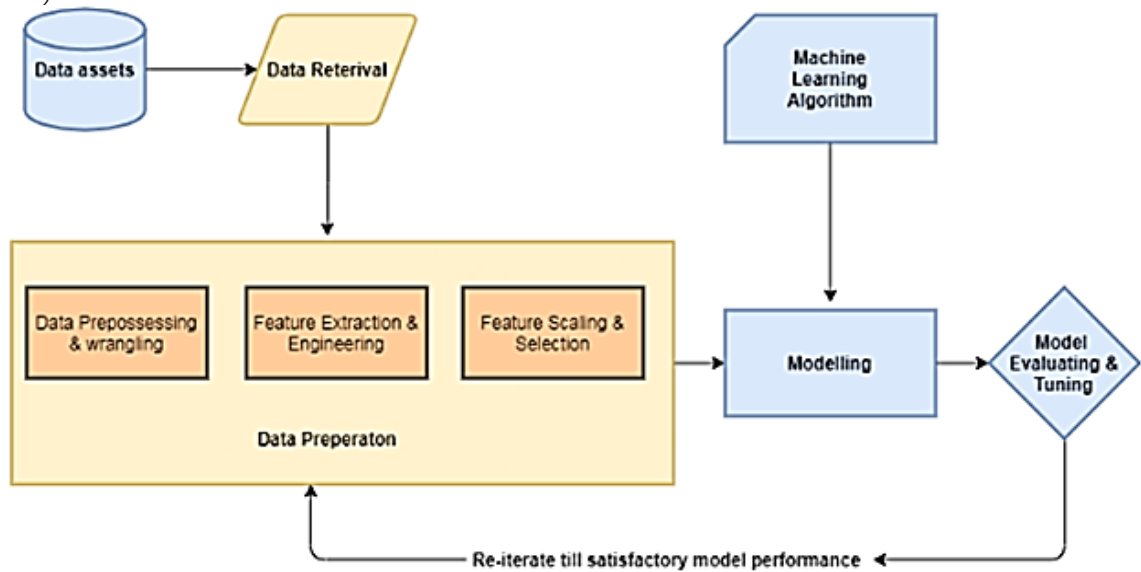 Data assets
Data Reterival
Machine
Learning
Algorithm
Data Prepossessing
& wrangling
Feature Extraction &
Engineering
Feature Scaling &
Selection
Data Preperaton
Modelling
Model
Evaluating &
Tuning
Re-iterate till satisfactory model performance